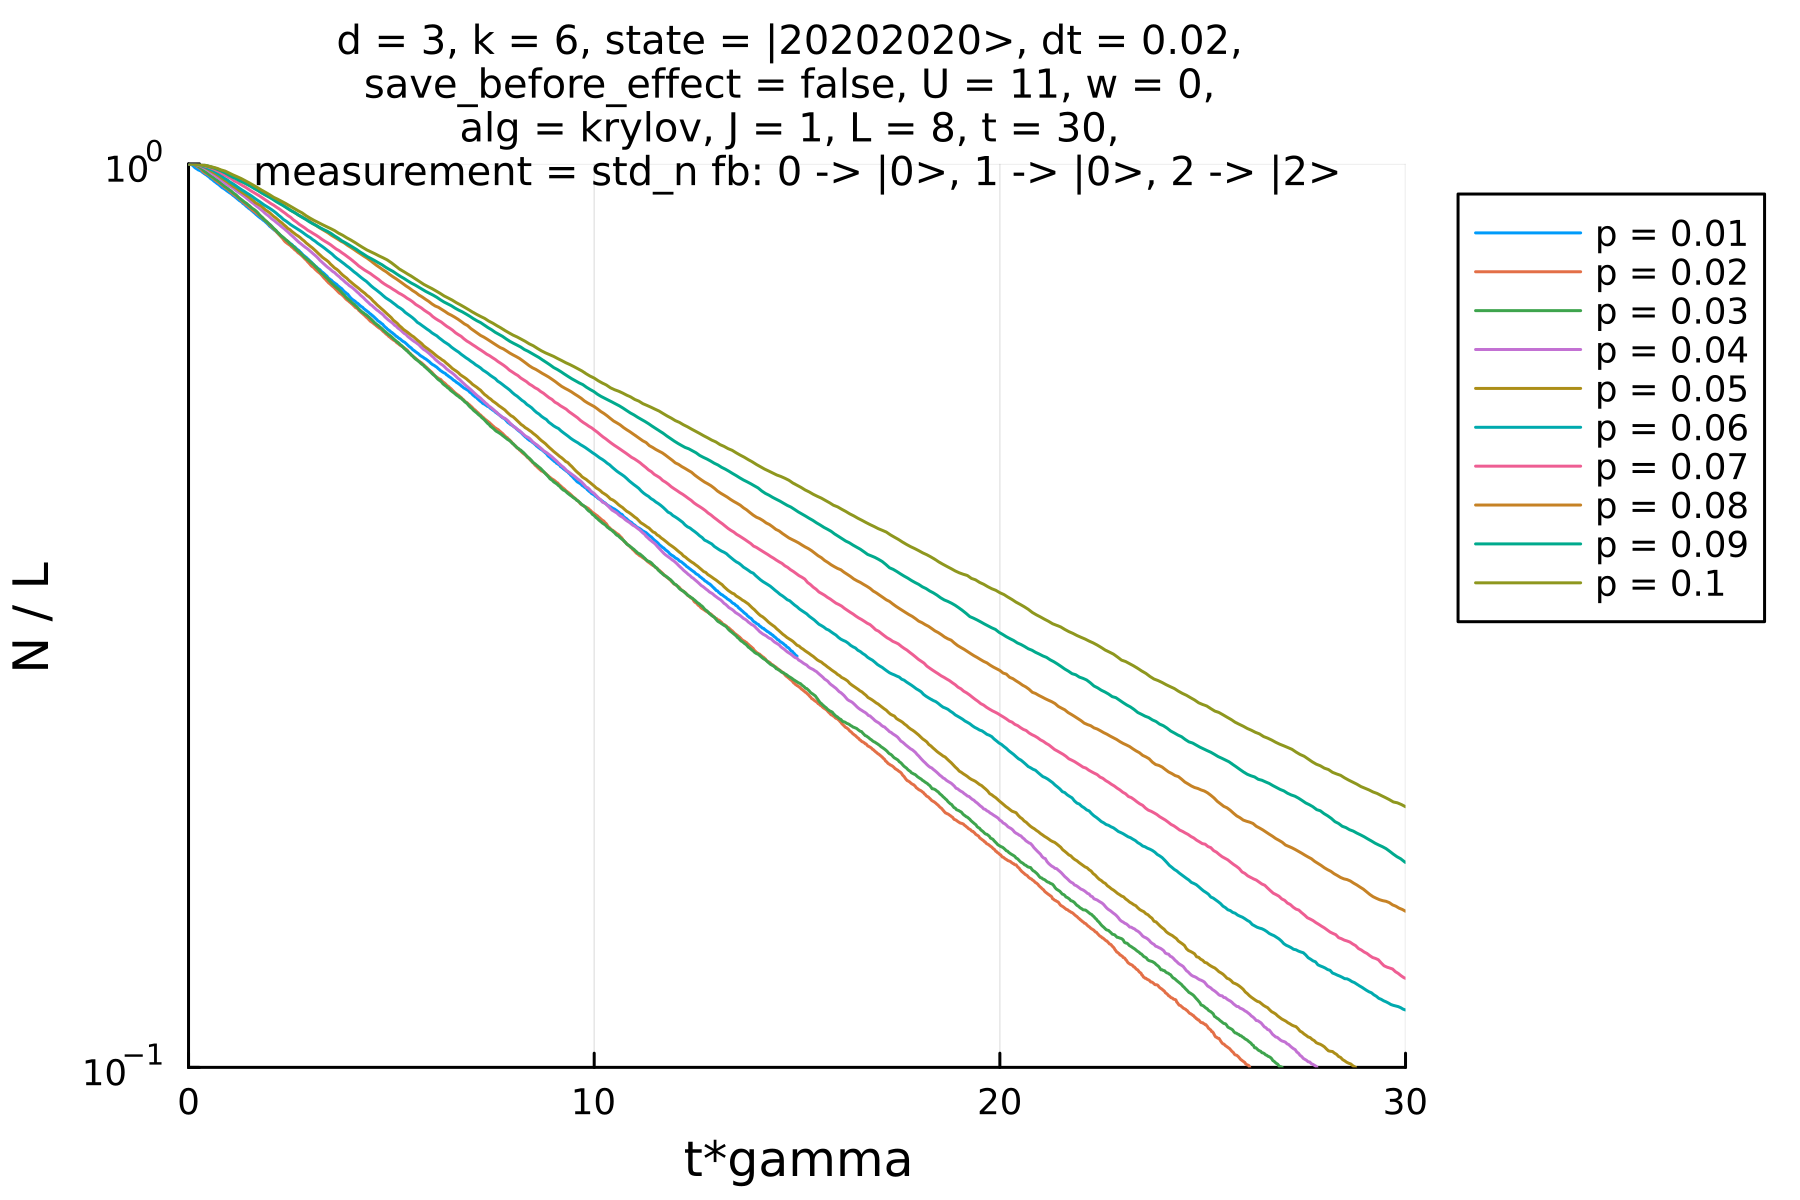 d = 3, k = 6, state = |20202020>, dt = 0.02,
save_before_effect = false, U = 11, w = 0,
alg = krylov, J = 1, L = 8, t = 30,
measurement = std_n fb: 0 -> |0>, 1 -> |0>, 2 -> |2>
10⁰
10⁻¹
N / L
0 10 20 30
t*gamma
p = 0.01
p = 0.02
p = 0.03
p = 0.04
p = 0.05
p = 0.06
p = 0.07
p = 0.08
p = 0.09
p = 0.1